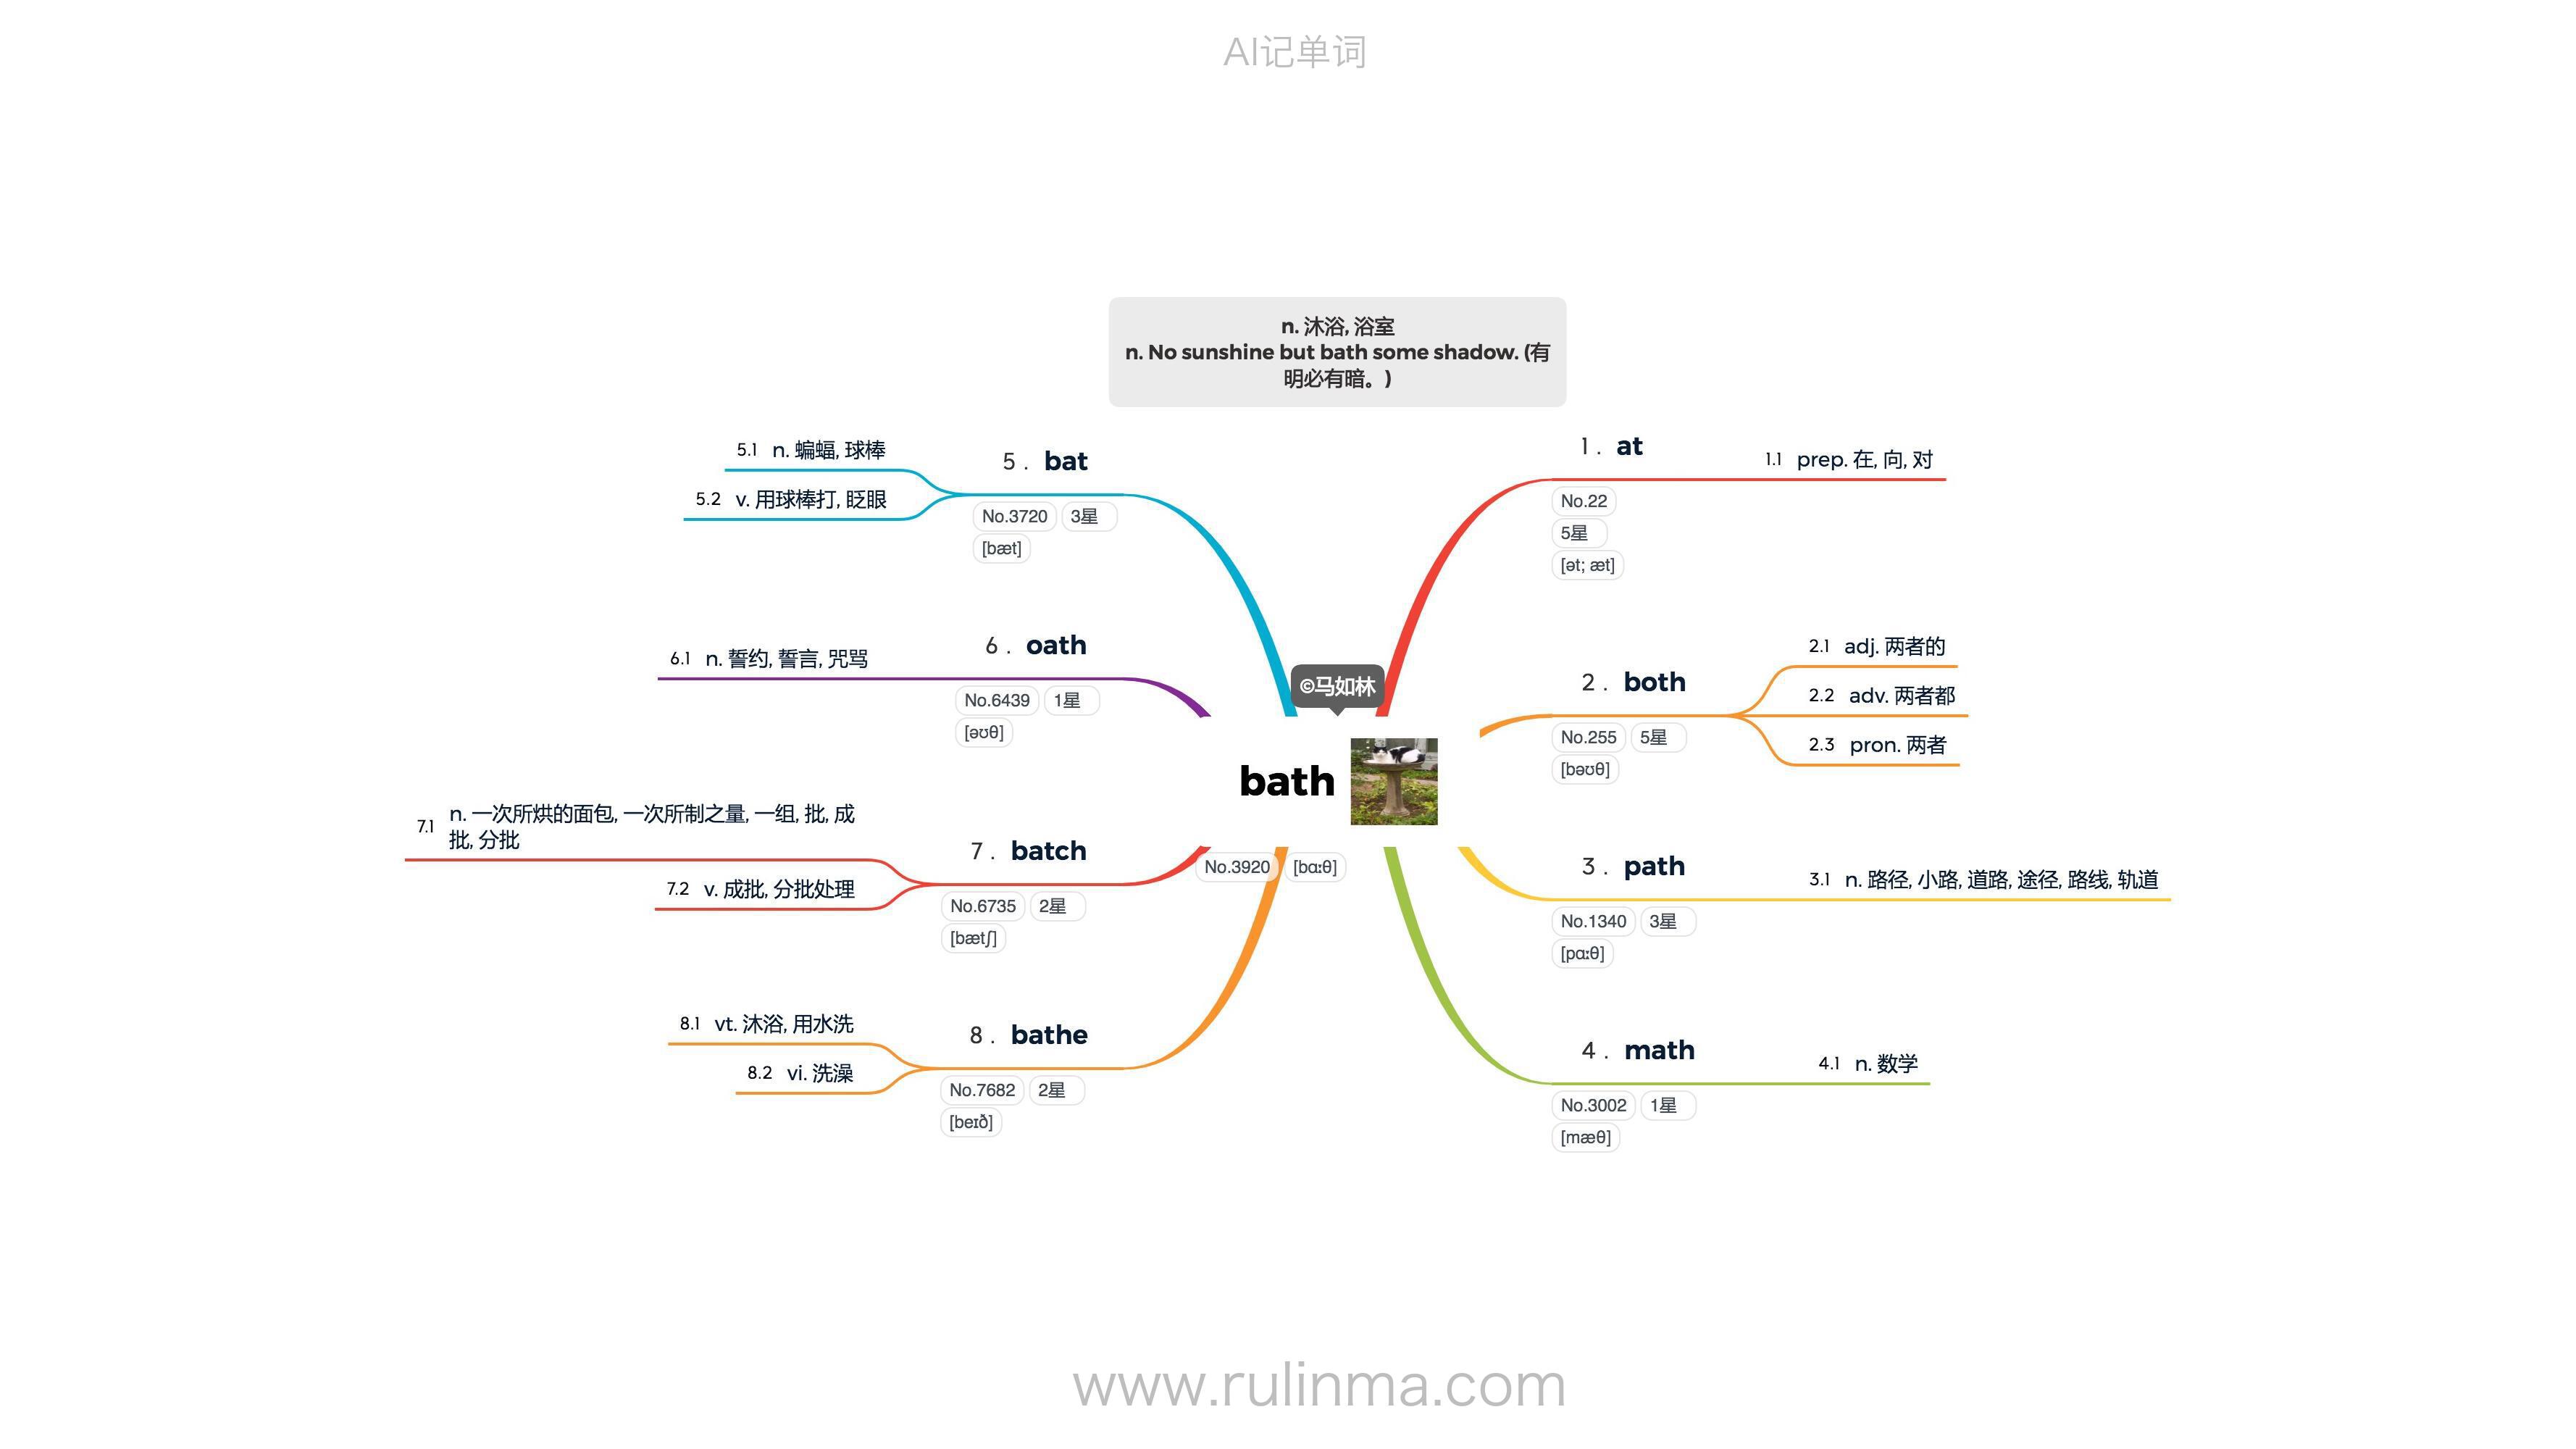 AI记单词
n. 沐浴, 浴室
n. No sunshine but bath some shadow. (有
明必有暗。)
©马如林
bath
No.3920 [bɑːθ]
1 . at
No.22
5星
[ət; æt]
1.1 prep. 在, 向, 对
2 . both
No.255 5星
[bəʊθ]
2.1 adj. 两者的
2.2 adv. 两者都
2.3 pron. 两者
3 . path
No.1340 3星
[pɑːθ]
3.1 n. 路径, 小路, 道路, 途径, 路线, 轨道
4 . math
No.3002 1星
[mæθ]
4.1 n. 数学
5 . bat
No.3720 3星
[bæt]
5.1 n. 蝙蝠, 球棒
5.2 v. 用球棒打, 眨眼
6 . oath
No.6439 1星
[əʊθ]
6.1 n. 誓约, 誓言, 咒骂
7 . batch
No.6735 2星
[bætʃ]
7.1 n. 一次所烘的面包, 一次所制之量, 一组, 批, 成
批, 分批
7.2 v. 成批, 分批处理
8 . bathe
No.7682 2星
[beɪð]
8.1 vt. 沐浴, 用水洗
8.2 vi. 洗澡
www.rulinma.com